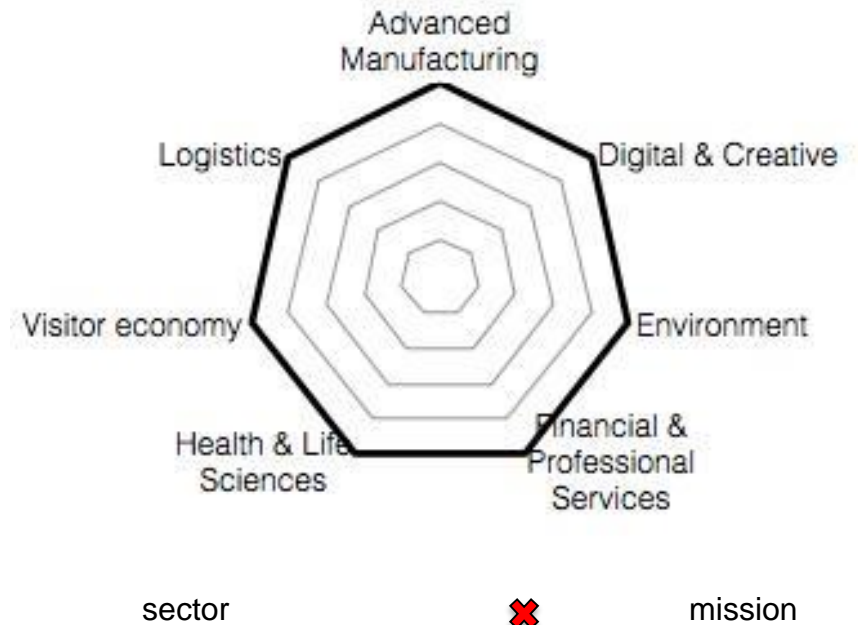 Advanced
Manufacturing
Logistics
Digital & Creative
Visitor economy
Environment
Health & Life
Sciences
Financial &
Professional
Services
sector
mission